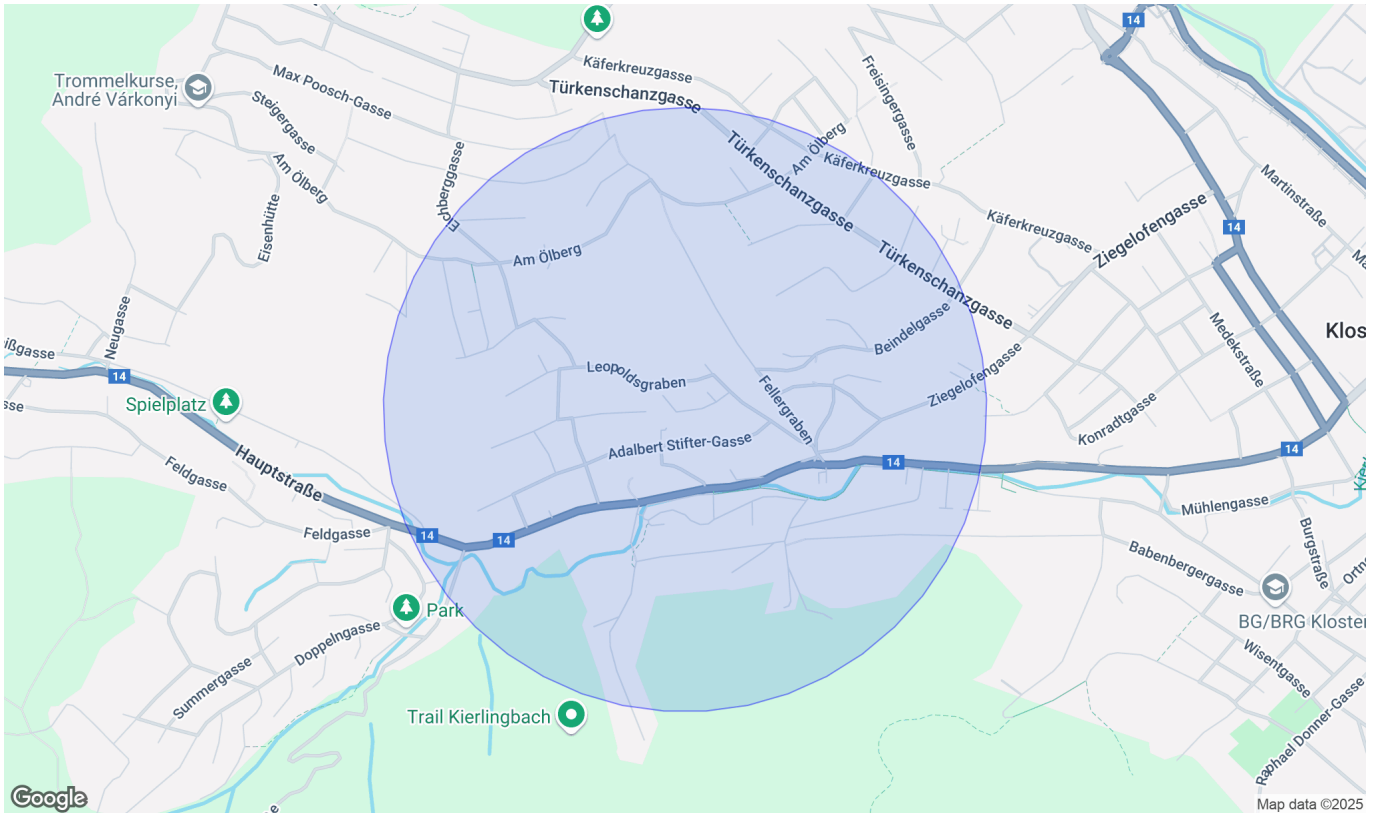 14
Käferkreuzgasse
Freisingergasse
Trommelkurse,
André Várkonyi
Max Poosch-Gasse
Türkenschanzgasse
Steigergasse
Am Ölberg
Türkenschanzgasse
Am Ölberg
Käferkreuzgasse
Martinstraße
Eichberggasse
Eisenhütte
Käferkreuzgasse
Ziegelofengasse
14
Am Ölberg
Türkenschanzgasse
Neugasse
Beindelgasse
Medekstraße
Klos
ißgasse
14
Leopoldsgraben
Ziegelofengasse
Fellergraben
Spielplatz
Konradtgasse
sse
Adalbert Stifter-Gasse
Hauptstraße
14
14
Feldgasse
Mühlengasse
Feldgasse
14
14
Burgstraße
Babenbergergasse
Park
BG/BRG Kloster
Doppelngasse
Summergasse
Wisentgasse
Trail Kierlingbach
Raphael Donner-Gasse
Google
Map data ©2025